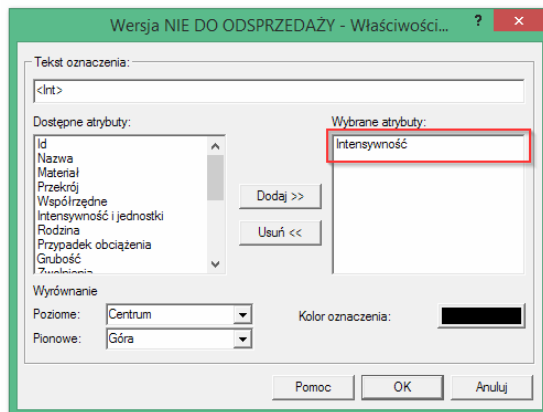 Wersja NIE DO ODSPRZEDAŻY - Właściwości... ? ×
Tekst oznaczenia:
<Int>
Dostępne atrybuty:
Wybrane atrybuty:
Id
Nazwa
Materiał
Przekrój
Współrzędne
Intensywność i jednostki
Rodzina
Przypadek obciążenia
Grubość
Zwolnienia
Dodaj >>
Usuń <<
Intensywność
Wyrównanie
Poziome: Centrum
Kolor oznaczenia:
Pionowe: Góra
Pomoc OK Anuluj